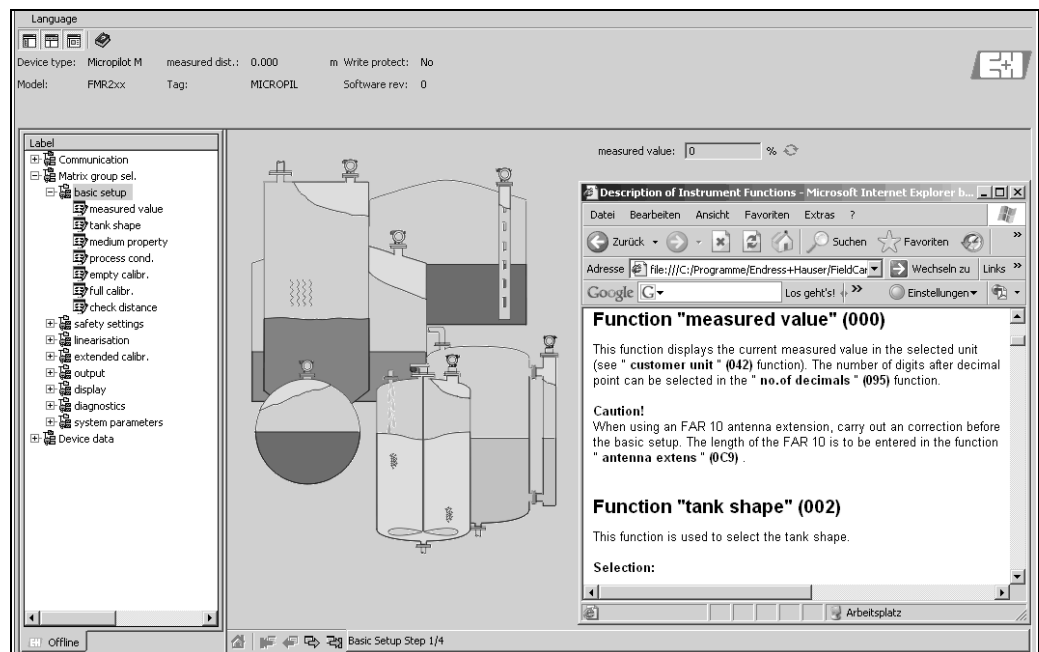 Language
Device type: Micropilot M measured dist.: 0.000 m Write protect: No
Model: FMR2xx Tag: MICROPIL Software rev: 0
E+H
Label
Communication
Matrix group sel.
basic setup
measured value
tank shape
medium property
process cond.
empty calibr.
full calibr.
check distance
safety settings
linearisation
extended calibr.
output
display
diagnostics
system parameters
Device data
Offline
measured value: 0 %
Description of Instrument Functions - Microsoft Internet Explorer b...
Datei Bearbeiten Ansicht Favoriten Extras ?
Zurück Suchen Favoriten »
Adresse file:///C:/Programme/Endress+Hauser/FieldCar Wechseln zu Links »
Google G Los geht's! » Einstellungen
Function "measured value" (000)
This function displays the current measured value in the selected unit
(see " customer unit " (042) function). The number of digits after decimal
point can be selected in the " no.of decimals " (095) function.
Caution!
When using an FAR 10 antenna extension, carry out an correction before
the basic setup. The length of the FAR 10 is to be entered in the function
" antenna extens " (0C9) .
Function "tank shape" (002)
This function is used to select the tank shape.
Selection:
Arbeitsplatz
Basic Setup Step 1/4